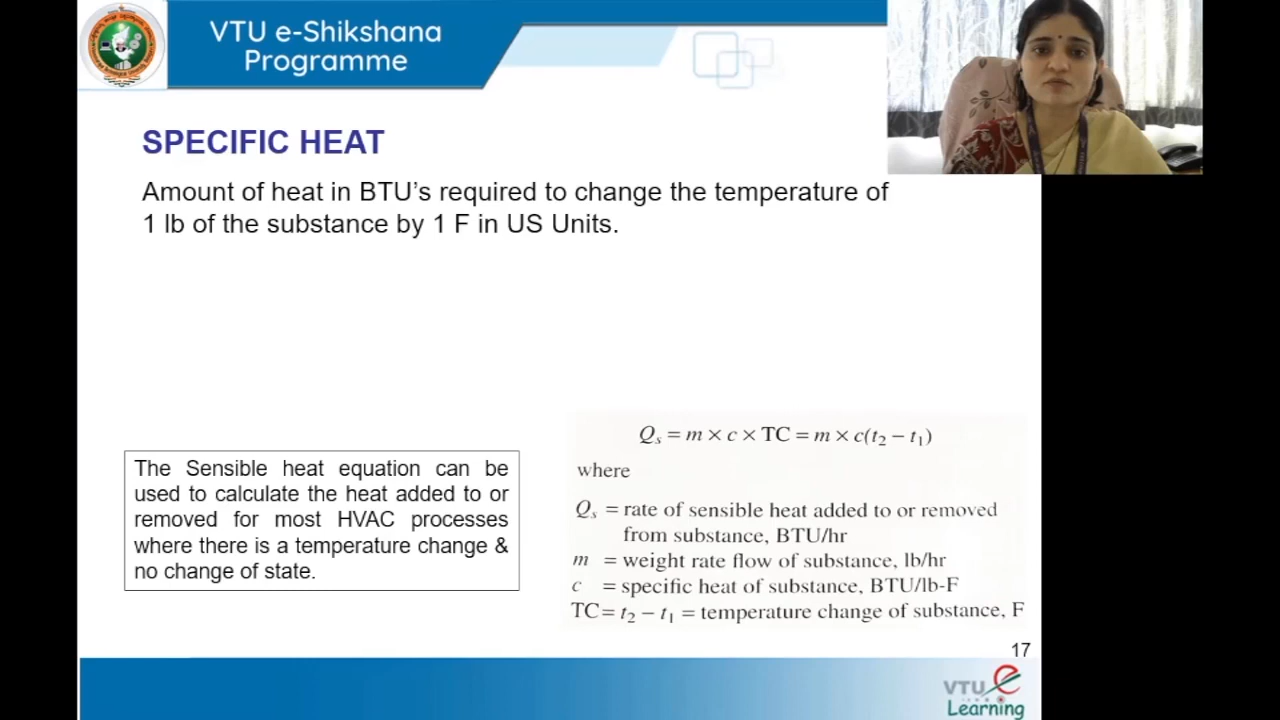 VTU e-Shikshana
Programme
SPECIFIC HEAT
Amount of heat in BTU’s required to change the temperature of
1 lb of the substance by 1 F in US Units.
Qs = m × c × TC = m × c(t2 − t1)
where
Qs = rate of sensible heat added to or removed
from substance, BTU/hr
m = weight rate flow of substance, lb/hr
c = specific heat of substance, BTU/lb-F
TC = t2 − t1 = temperature change of substance, F
The Sensible heat equation can be
used to calculate the heat added to or
removed for most HVAC processes
where there is a temperature change &
no change of state.
17
VTU e
Learning